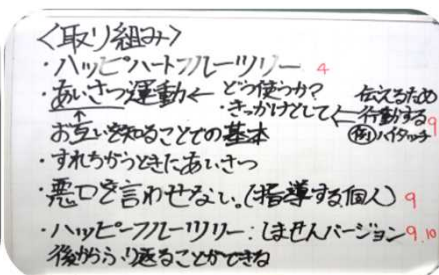 〈取り組み〉
・ハッピーハートフルーツリー 4
・あいさつ運動← どう使うか?
・きっかけとして ← 伝えるため 行動する 9
例 ハイタッチ
↑
お互いを知ることでの基本
・すれちがうときにあいさつ
・悪口を言わせない。(指導する、個人) 9
・ハッピーフルーツリー:しませんバージョン 9.10
後からふり返ることができる